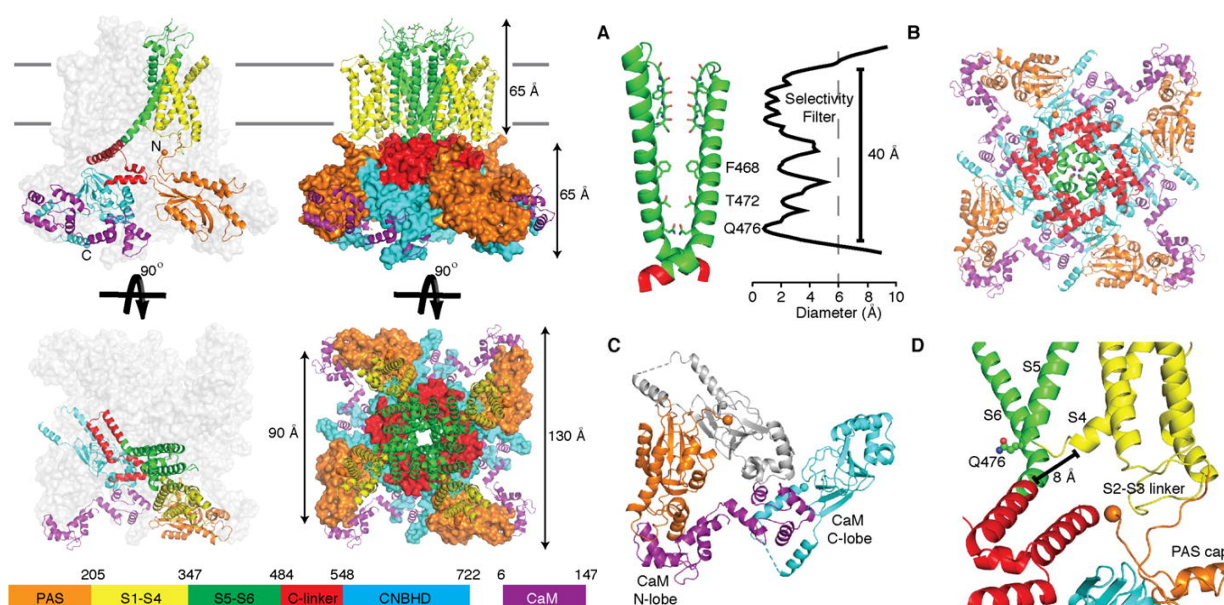 65 Å
N
C
65 Å
90°
90°
90 Å
130 Å
205 347 484 548 722 6 147
PAS S1-S4 S5-S6 C-linker CNBHD CaM
A
Selectivity
Filter
40 Å
F468
T472
Q476
0 2 4 6 8 10
Diameter (Å)
B
C
CaM
C-lobe
CaM
N-lobe
D
S5
S6
S4
Q476
8 Å
S2-S3 linker
PAS cap